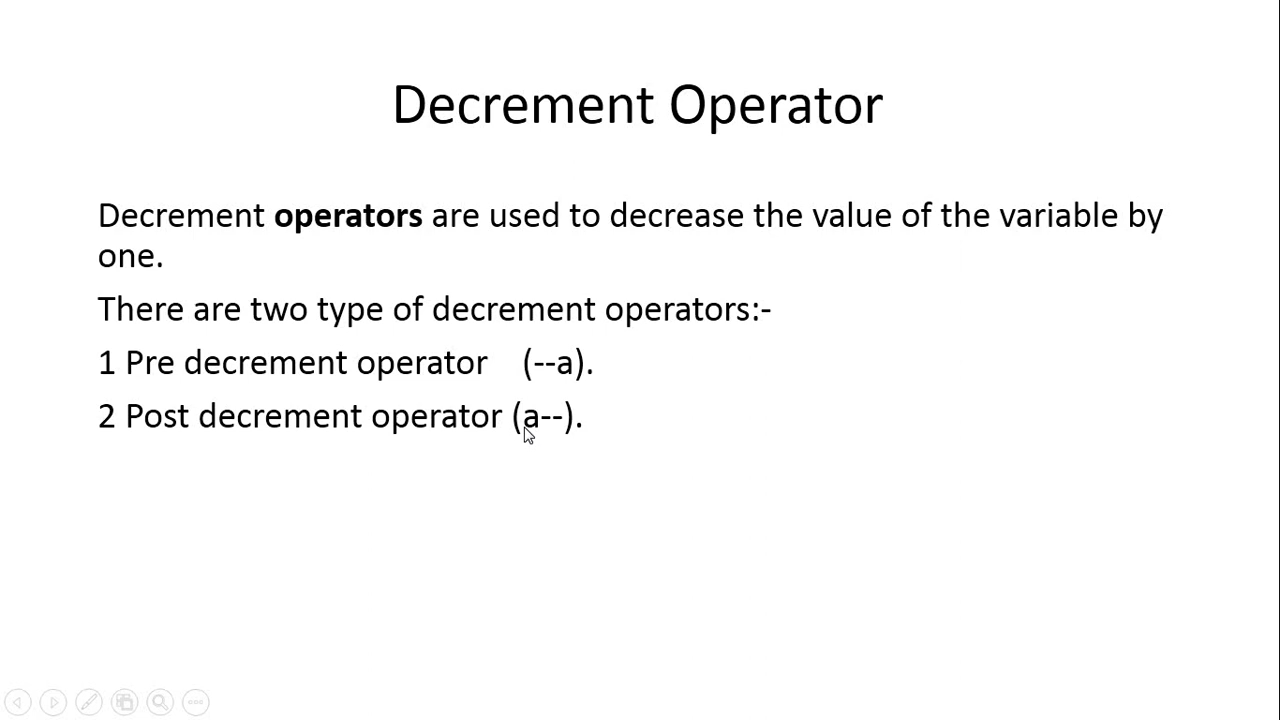 Decrement Operator
Decrement operators are used to decrease the value of the variable by
one.
There are two type of decrement operators:-
1 Pre decrement operator (--a).
2 Post decrement operator (a--).